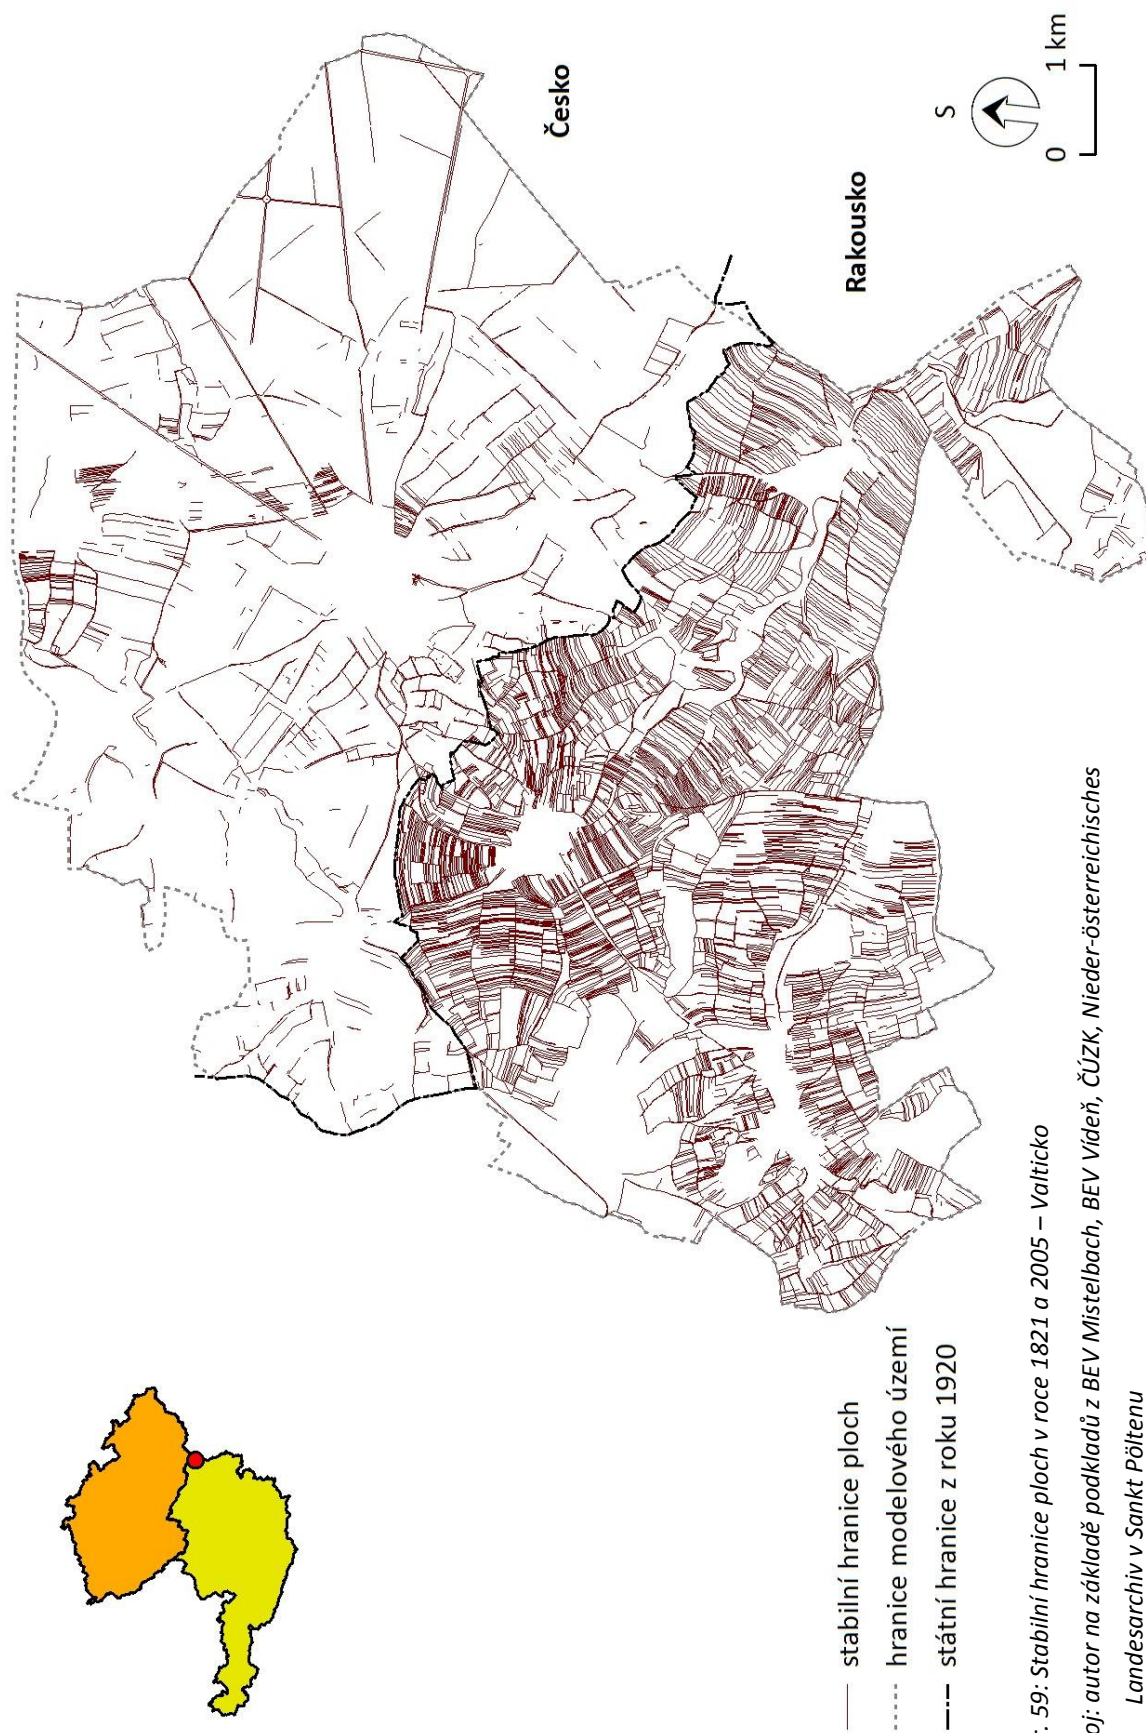 Česko
Rakousko
S
0 1 km
stabilní hranice ploch
hranice modelového území
státní hranice z roku 1920
. 59: Stabilní hranice ploch v roce 1821 a 2005 – Valticko
oj: autor na základě podkladů z BEV Mistelbach, BEV Vídeň, ČÚZK, Nieder-österreichisches
Landesarchiv v Sankt Pöltenu